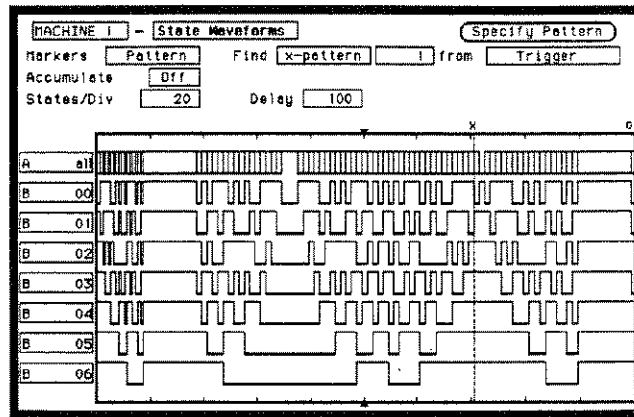 MACHINE 1 - State Waveforms Specify Pattern
Markers Pattern Find x-pattern 1 from Trigger
Accumulate Off
States/Div 20 Delay 100
X O
A all
B 00
B 01
B 02
B 03
B 04
B 05
B 06